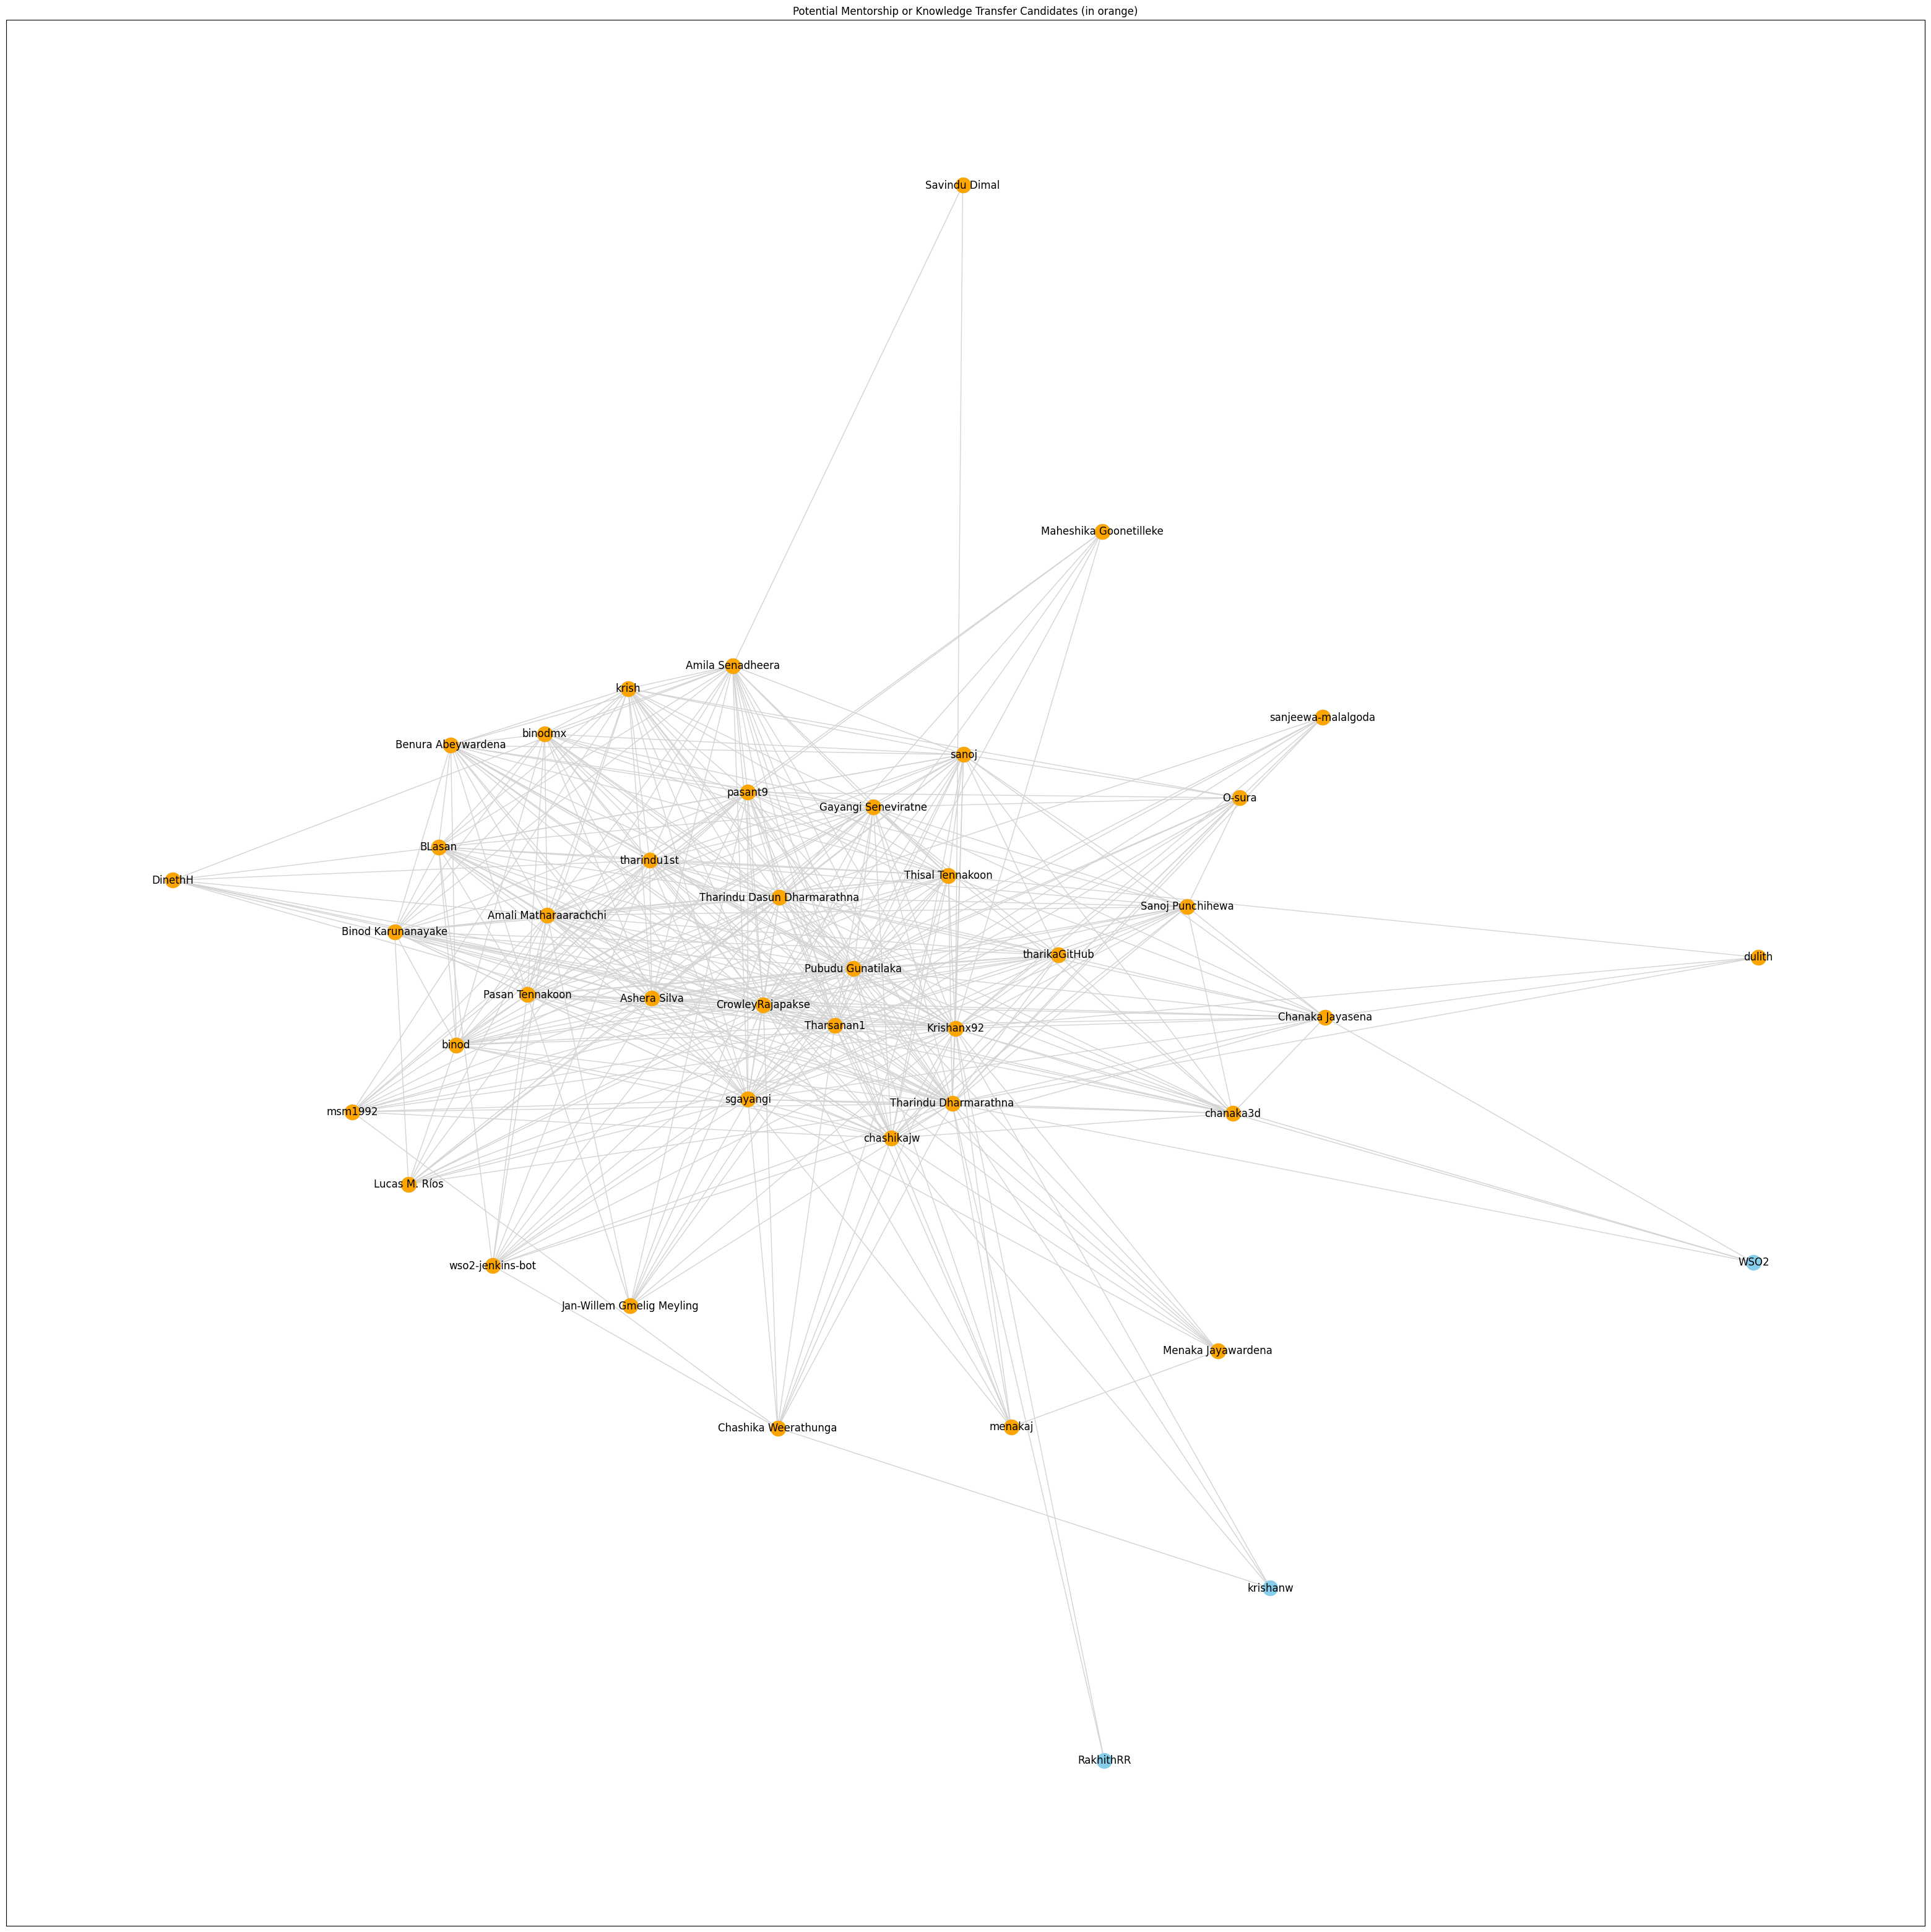 Potential Mentorship or Knowledge Transfer Candidates (in orange)
Savindu Dimal
Maheshika Goonetilleke
Amila Senadheera
krish
sanjeewa-malalgoda
binodmx
Benura Abeywardena
sanoj
pasant9
O-sura
Gayangi Seneviratne
BLasan
tharindu1st
Thisal Tennakoon
DinethH
Tharindu Dasun Dharmarathna
Sanoj Punchihewa
Amali Matharaarachchi
Binod Karunanayake
tharikaGitHub
dulith
Pubudu Gunatilaka
Pasan Tennakoon
Ashera Silva
CrowleyRajapakse
Chanaka Jayasena
Tharsanan1
Krishanx92
binod
sgayangi
Tharindu Dharmarathna
msm1992
chanaka3d
chashikajw
Lucas M. Ríos
WSO2
wso2-jenkins-bot
Jan-Willem Gmelig Meyling
Menaka Jayawardena
menakaj
Chashika Weerathunga
krishanw
RakhithRR